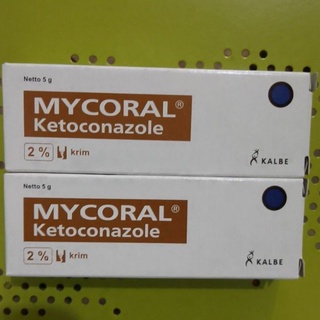 Netto 5 g
MYCORAL®
Ketoconazole
2% krim
KALBE
Netto 5 g
MYCORAL®
Ketoconazole
2% krim
KALBE